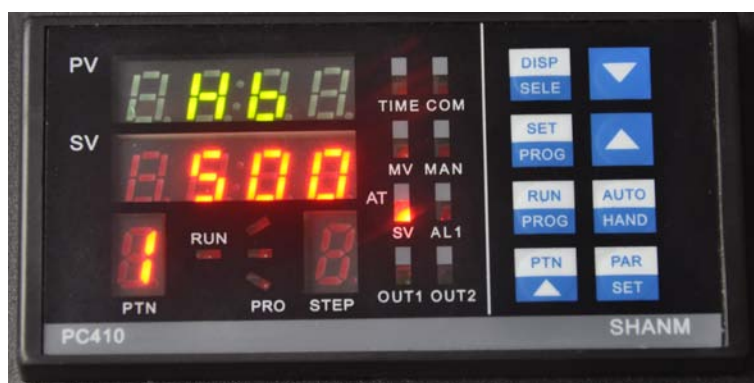 PV
Hb
SV
500
1
PTN
RUN
PRO
STEP
TIME COM
MV MAN
AT
SV AL1
OUT1 OUT2
DISP
SELE
SET
PROG
RUN
PROG
AUTO
HAND
PTN
PAR
SET
PC410
SHANM